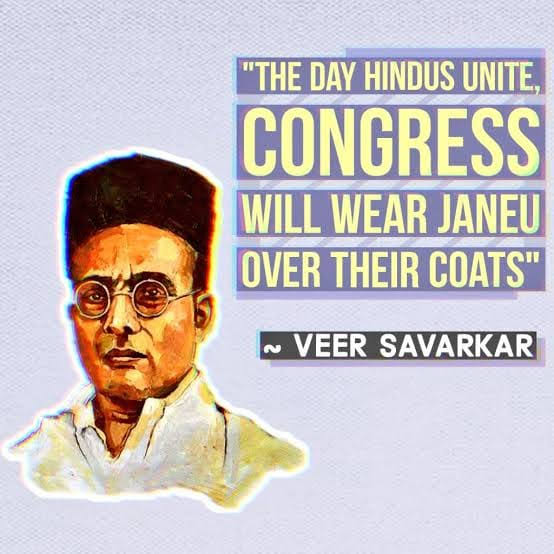 "THE DAY HINDUS UNITE,
CONGRESS
WILL WEAR JANEU
OVER THEIR COATS"
~ VEER SAVARKAR